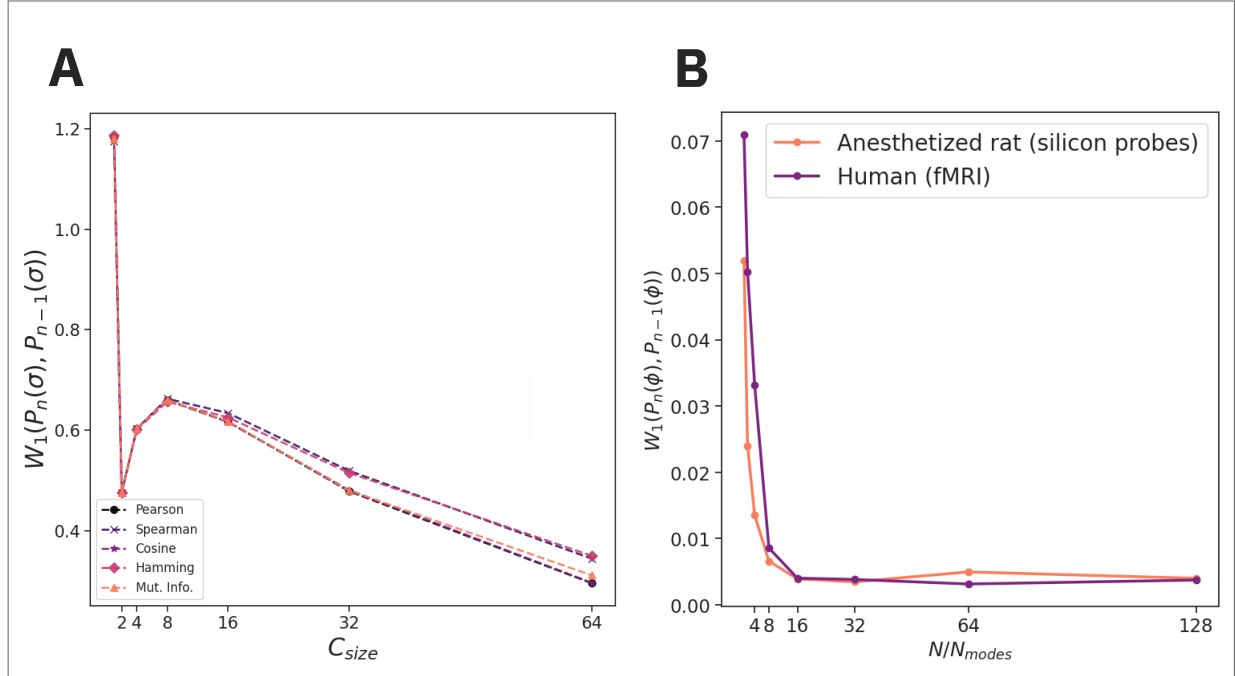 A
B
1.2
1.0
0.8
0.6
0.4
W₁(Pₙ(σ), Pₙ₋₁(σ))
Pearson
Spearman
Cosine
Hamming
Mut. Info.
2 4 8 16 32 64
C_size
0.07
0.06
0.05
0.04
0.03
0.02
0.01
0.00
W₁(Pₙ(ϕ), Pₙ₋₁(ϕ))
Anesthetized rat (silicon probes)
Human (fMRI)
4 8 16 32 64 128
N/N_modes